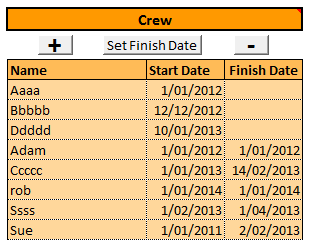 Crew
+ Set Finish Date -
Name Start Date Finish Date
Aaaa 1/01/2012
Bbbbb 12/12/2012
Ddddd 10/01/2013
Adam 1/01/2012 1/01/2012
Ccccc 1/01/2013 14/02/2013
rob 1/01/2014 1/01/2014
Ssss 1/02/2013 1/04/2013
Sue 1/01/2011 2/02/2013